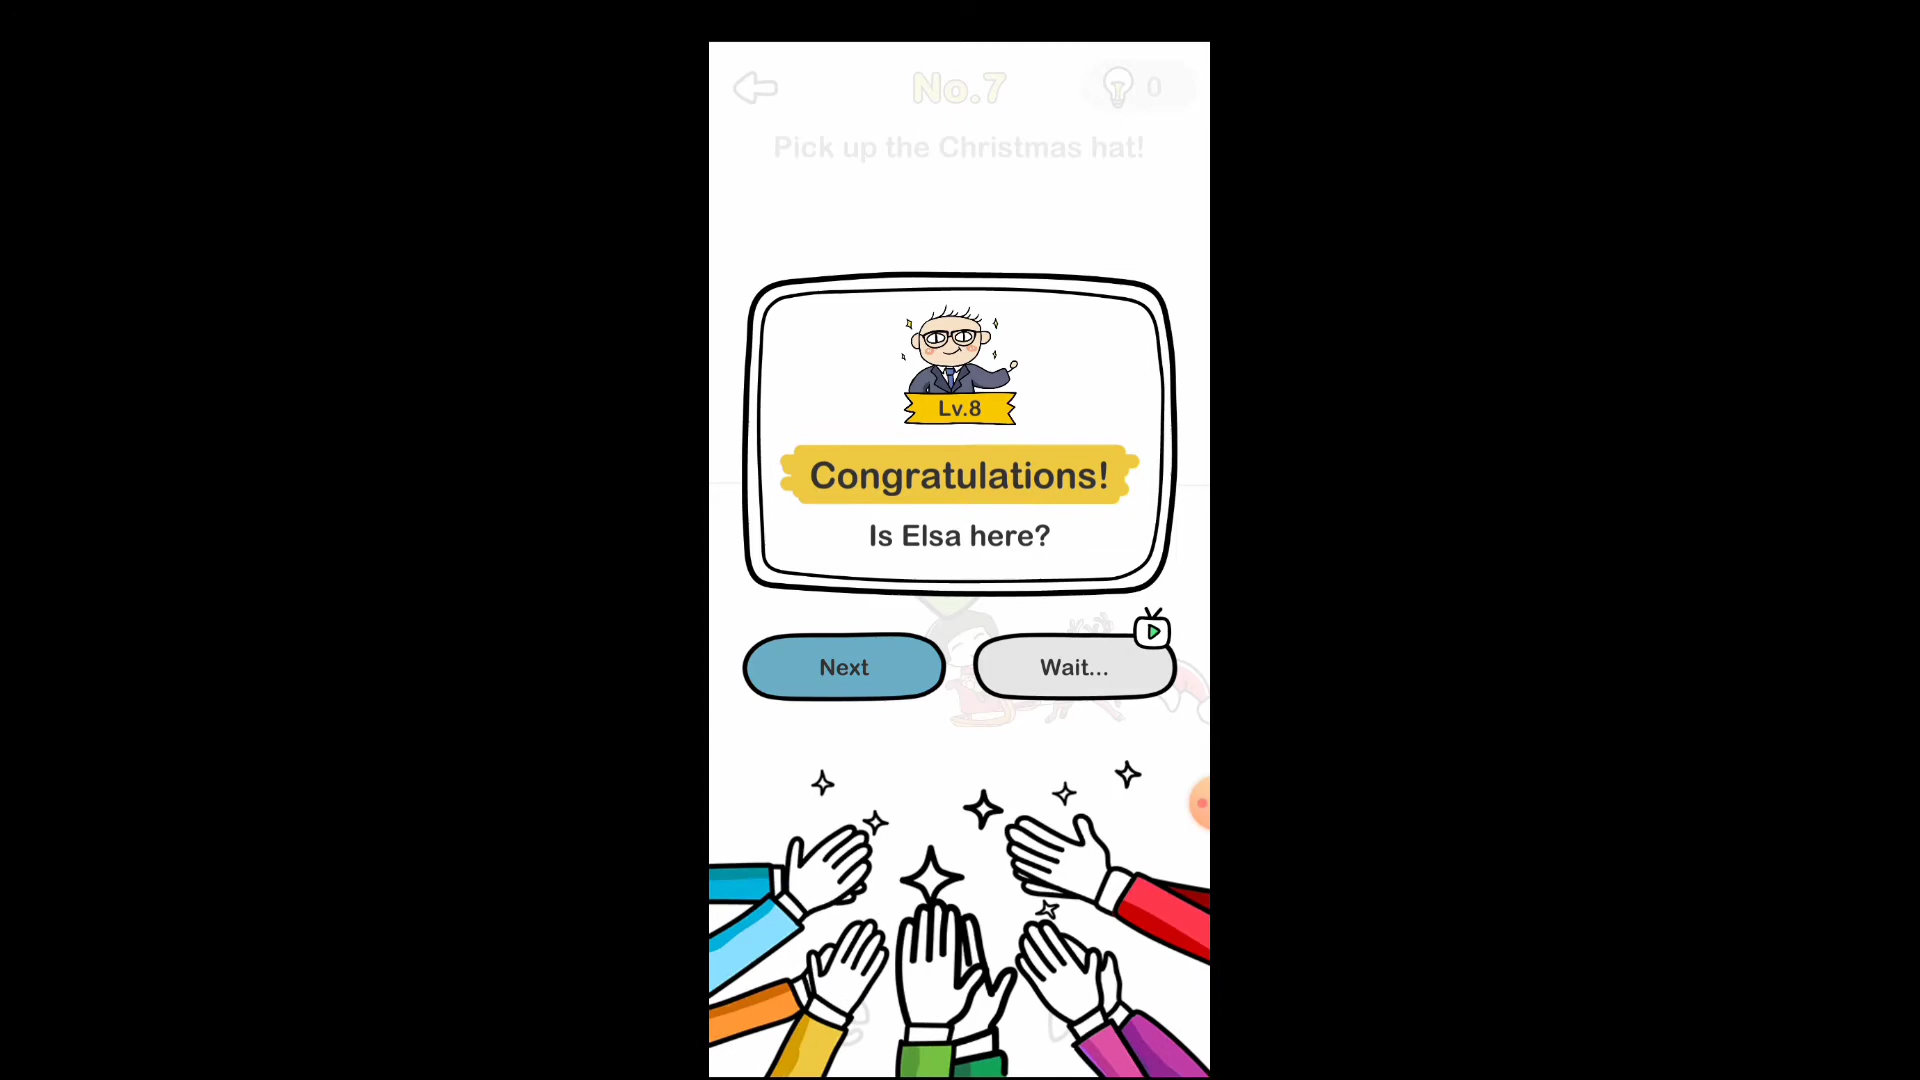 No.7
0
Pick up the Christmas hat!
Lv.8
Congratulations!
Is Elsa here?
Next
Wait...